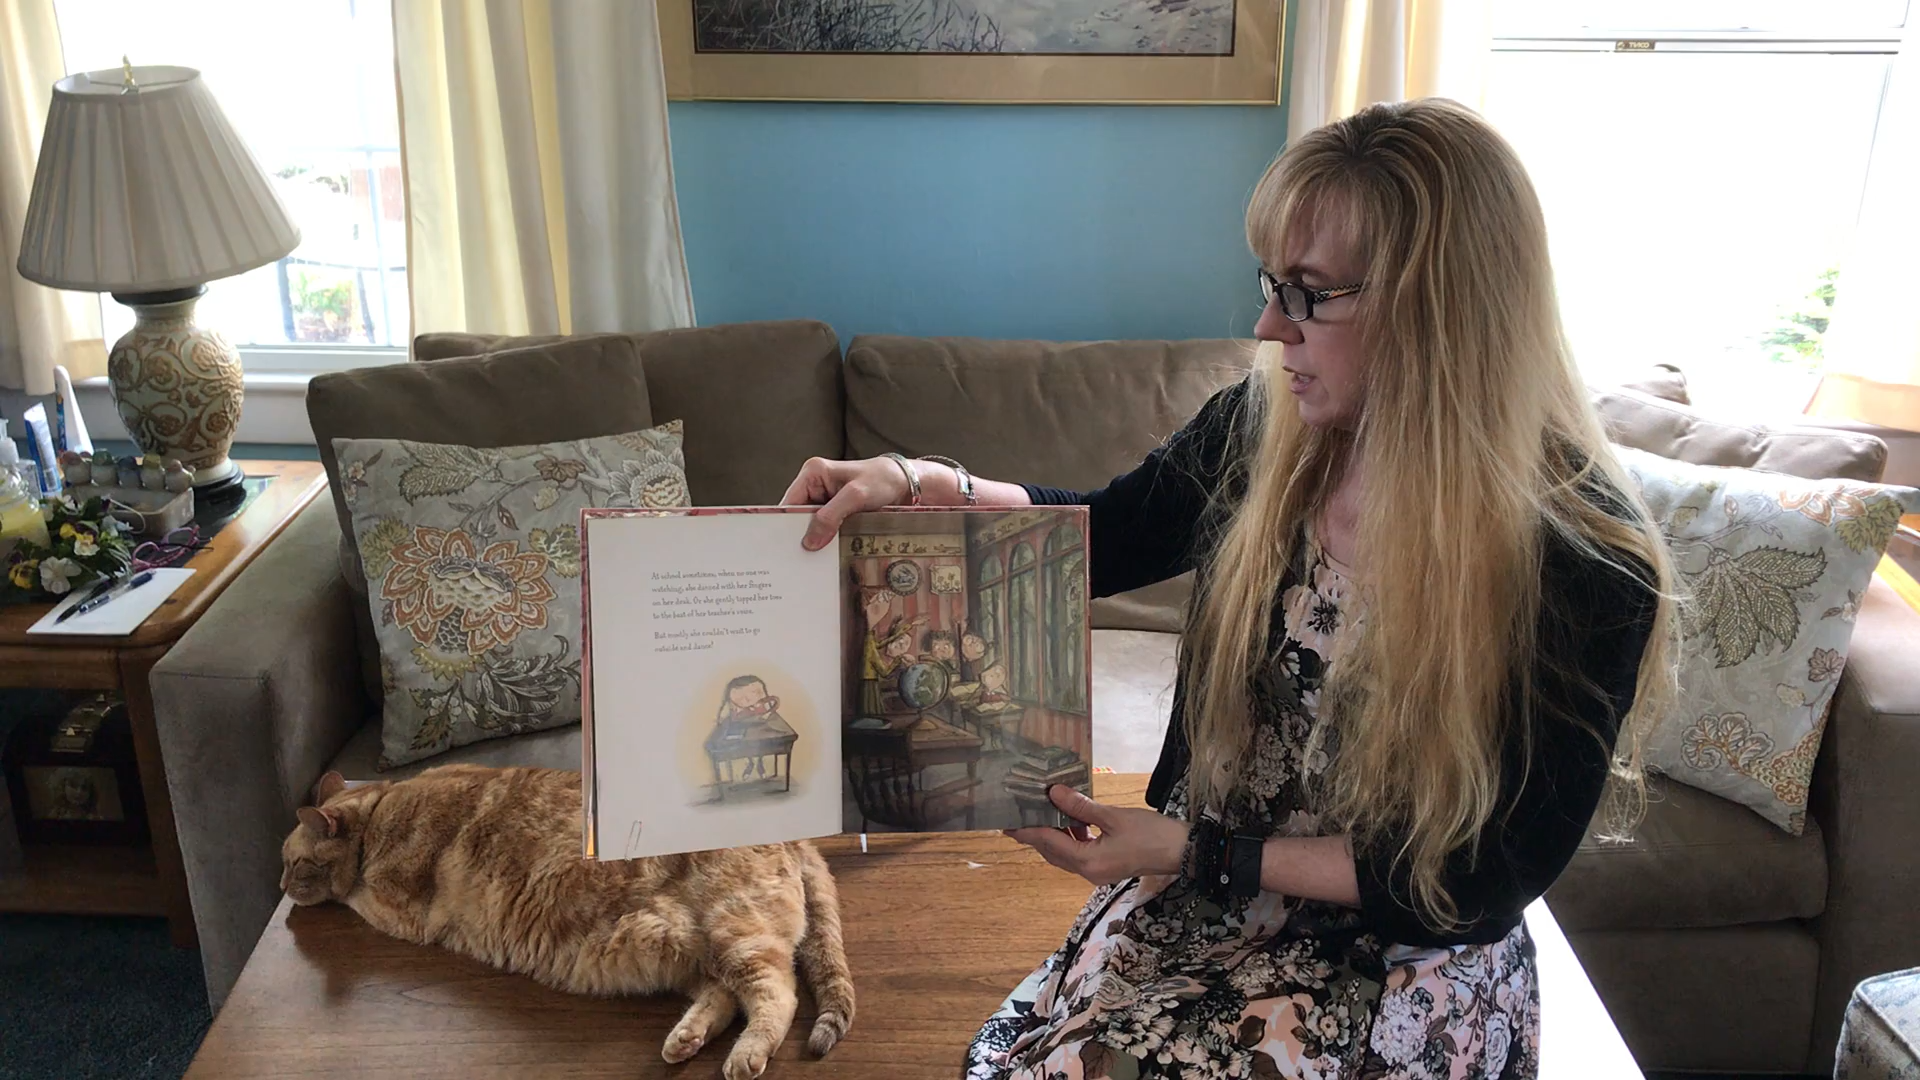 At school sometimes, when no one was
watching, she danced with her fingers
on her desk. Or she gently tapped her toes
to the beat of her teacher's voice.
But mostly she couldn't wait to go
outside and dance!